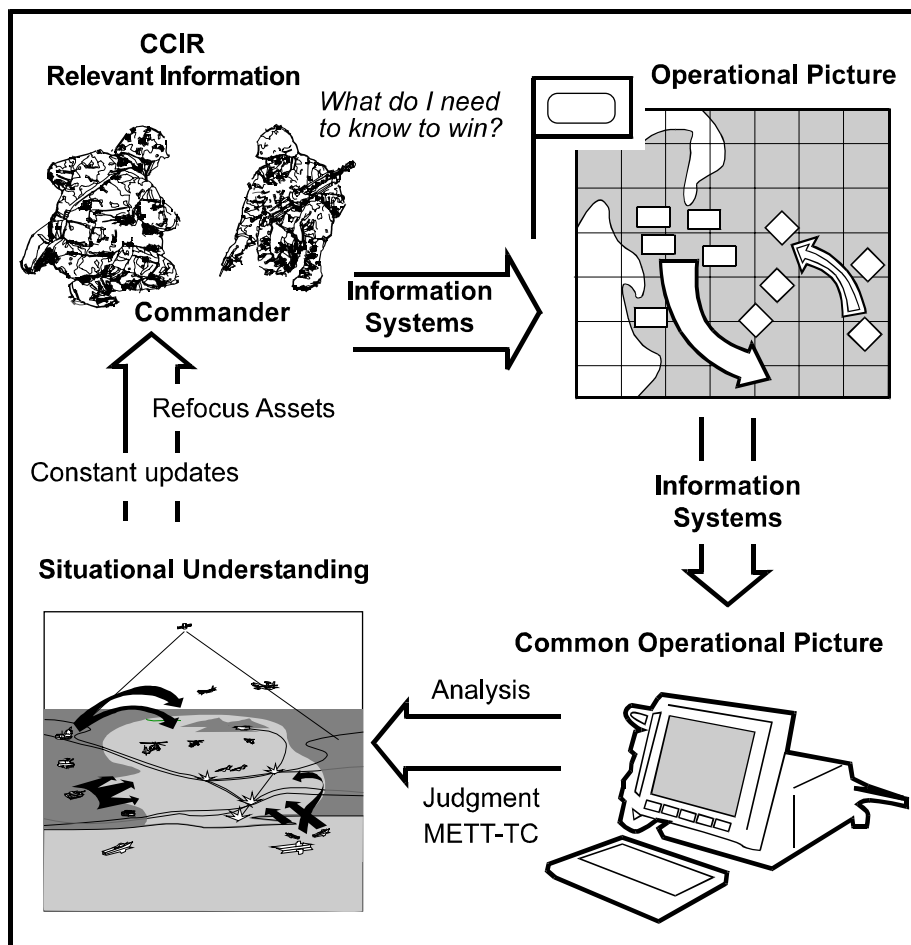 CCIR
Relevant Information
What do I need
to know to win?
Operational Picture
Commander
Information
Systems
Refocus Assets
Constant updates
Information
Systems
Situational Understanding
Common Operational Picture
Analysis
Judgment
METT-TC